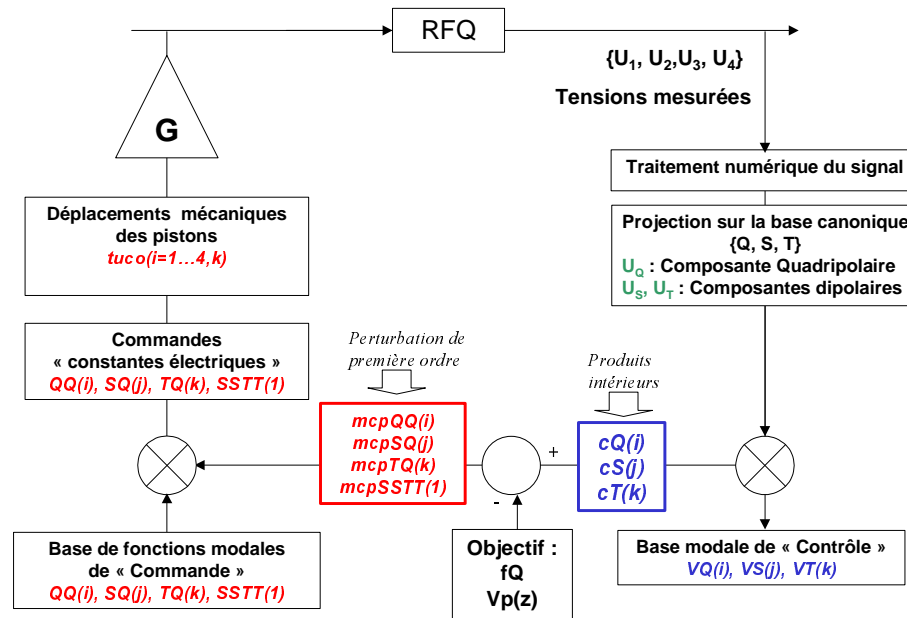 RFQ
{U1, U2,U3, U4}
Tensions mesurées
G
Traitement numérique du signal
Déplacements mécaniques
des pistons
tuco(i=1…4,k)
Projection sur la base canonique
{Q, S, T}
UQ : Composante Quadripolaire
US, UT : Composantes dipolaires
Commandes
« constantes électriques »
QQ(i), SQ(j), TQ(k), SSTT(1)
Perturbation de
première ordre
Produits
intérieurs
mcpQQ(i)
mcpSQ(j)
mcpTQ(k)
mcpSSTT(1)
+
-
cQ(i)
cS(j)
cT(k)
Base de fonctions modales
de « Commande »
QQ(i), SQ(j), TQ(k), SSTT(1)
Objectif :
fQ
Vp(z)
Base modale de « Contrôle »
VQ(i), VS(j), VT(k)